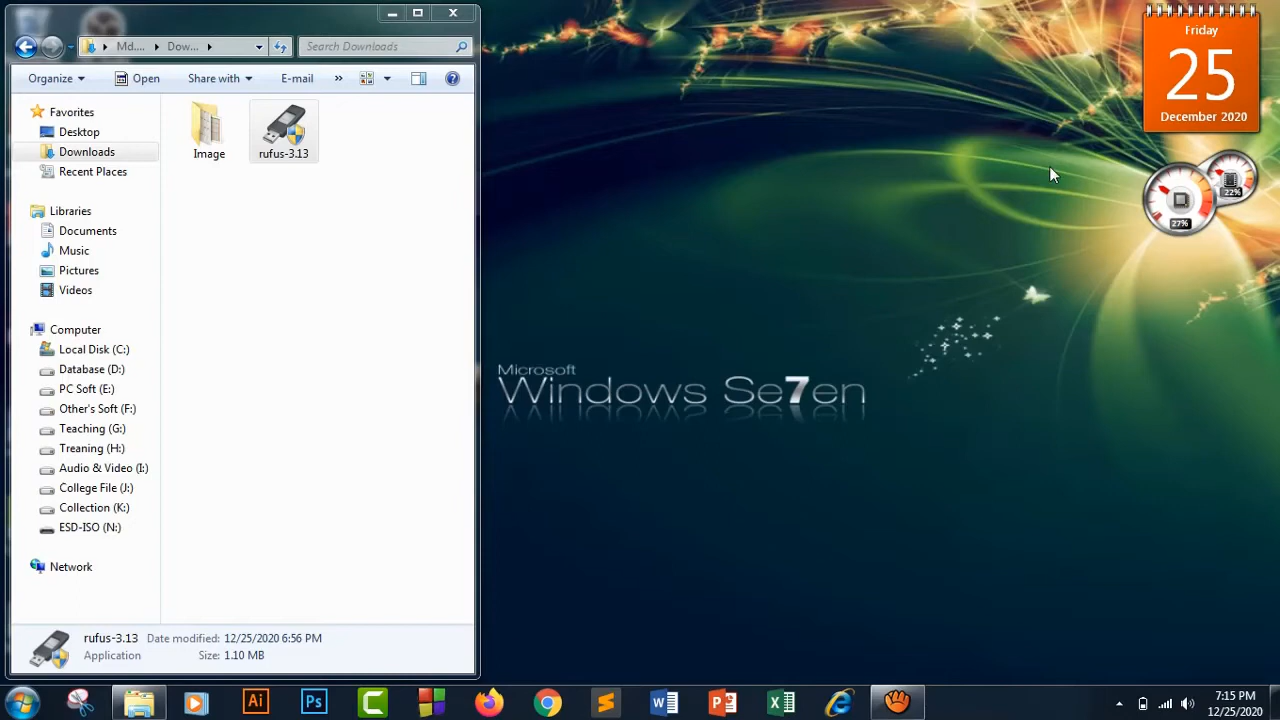 Md....
Dow...
Search Downloads
Organize
Open
Share with
E-mail
»
Favorites
Desktop
Downloads
Recent Places
Libraries
Documents
Music
Pictures
Videos
Computer
Local Disk (C:)
Database (D:)
PC Soft (E:)
Other's Soft (F:)
Teaching (G:)
Treaning (H:)
Audio & Video (I:)
College File (J:)
Collection (K:)
ESD-ISO (N:)
Network
Image
rufus-3.13
rufus-3.13 Date modified: 12/25/2020 6:56 PM
Application Size: 1.10 MB
Friday
25
December 2020
22%
27%
Microsoft
Windows Se7en
Ai
Ps
7:15 PM
12/25/2020